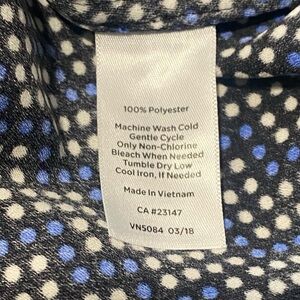 100% Polyester
Machine Wash Cold
Gentle Cycle
Only Non-Chlorine
Bleach When Needed
Tumble Dry Low
Cool Iron, If Needed
Made In Vietnam
CA #23147
VN5084 03/18